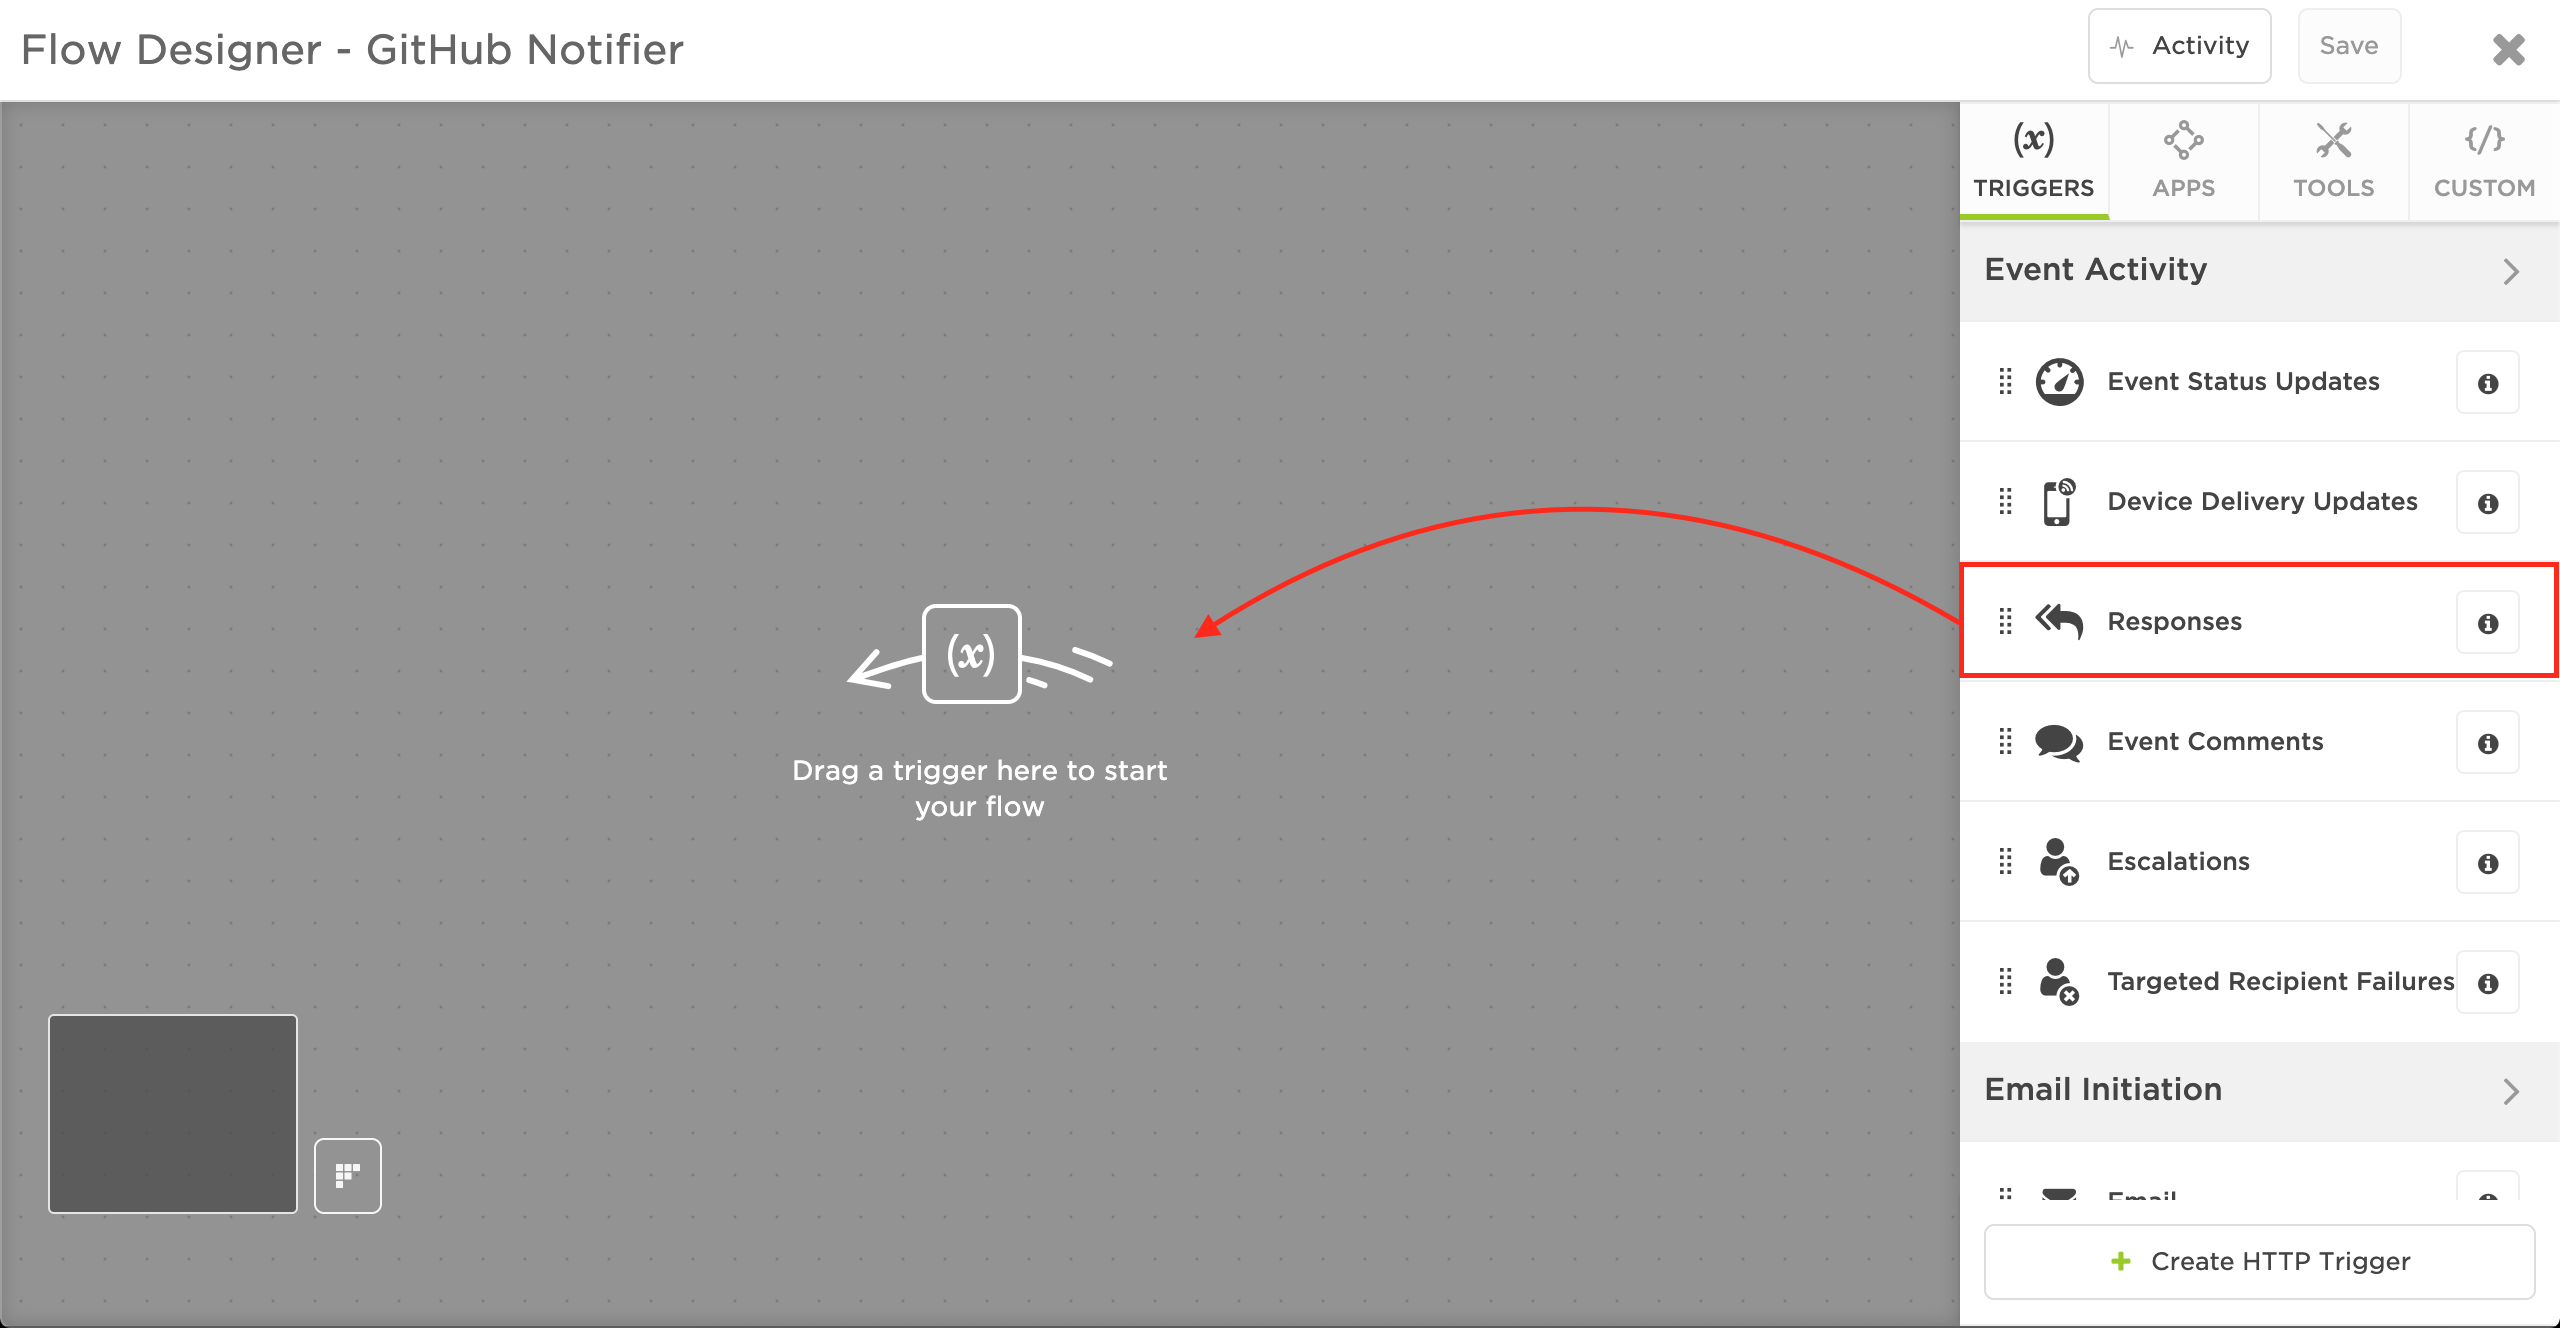 Flow Designer - GitHub Notifier
Activity
Save
(x)
TRIGGERS
APPS
TOOLS
{/}
CUSTOM
Event Activity
Event Status Updates
Device Delivery Updates
Responses
Event Comments
Escalations
Targeted Recipient Failures
Email Initiation
Email
+ Create HTTP Trigger
(x)
Drag a trigger here to start
your flow